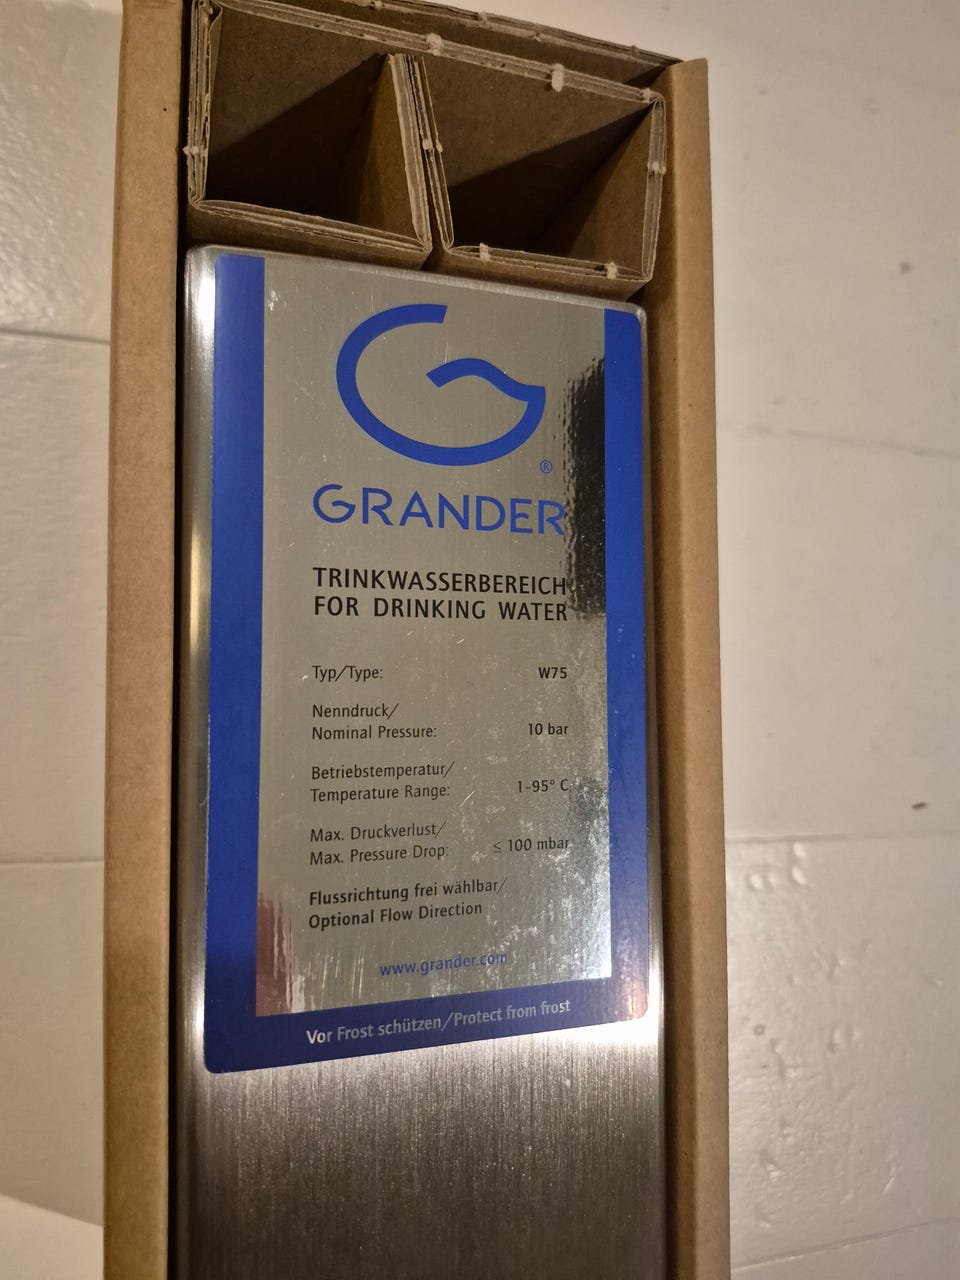 ®
GRANDER
TRINKWASSERBEREICH
FOR DRINKING WATER
Typ/Type: W75
Nenndruck/
Nominal Pressure: 10 bar
Betriebstemperatur/
Temperature Range: 1-95° C
Max. Druckverlust/
Max. Pressure Drop: ≤ 100 mbar
Flussrichtung frei wählbar/
Optional Flow Direction
www.grander.com
Vor Frost schützen/Protect from frost